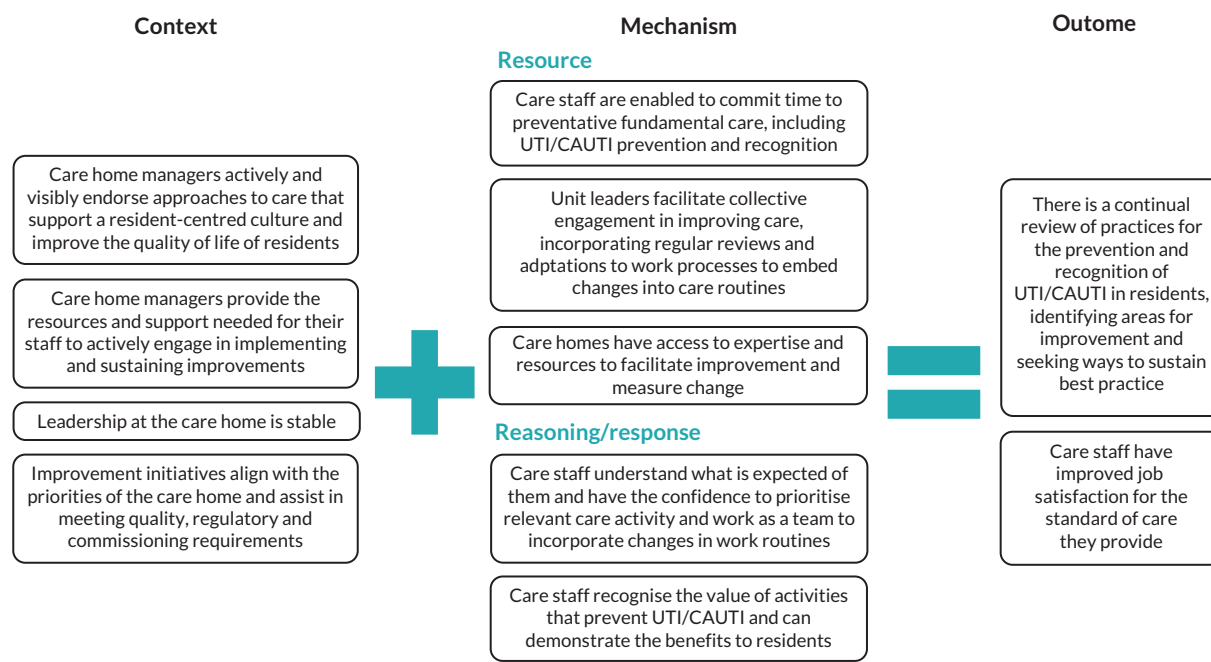 Context
Care home managers actively and
visibly endorse approaches to care that
support a resident-centred culture and
improve the quality of life of residents
Care home managers provide the
resources and support needed for their
staff to actively engage in implementing
and sustaining improvements
Leadership at the care home is stable
Improvement initiatives align with the
priorities of the care home and assist in
meeting quality, regulatory and
commissioning requirements
Mechanism
Resource
Care staff are enabled to commit time to
preventative fundamental care, including
UTI/CAUTI prevention and recognition
Unit leaders facilitate collective
engagement in improving care,
incorporating regular reviews and
adptations to work processes to embed
changes into care routines
Care homes have access to expertise and
resources to facilitate improvement and
measure change
Reasoning/response
Care staff understand what is expected of
them and have the confidence to prioritise
relevant care activity and work as a team to
incorporate changes in work routines
Care staff recognise the value of activities
that prevent UTI/CAUTI and can
demonstrate the benefits to residents
Outcome
There is a continual
review of practices for
the prevention and
recognition of
UTI/CAUTI in residents,
identifying areas for
improvement and
seeking ways to sustain
best practice
Care staff have
improved job
satisfaction for the
standard of care
they provide